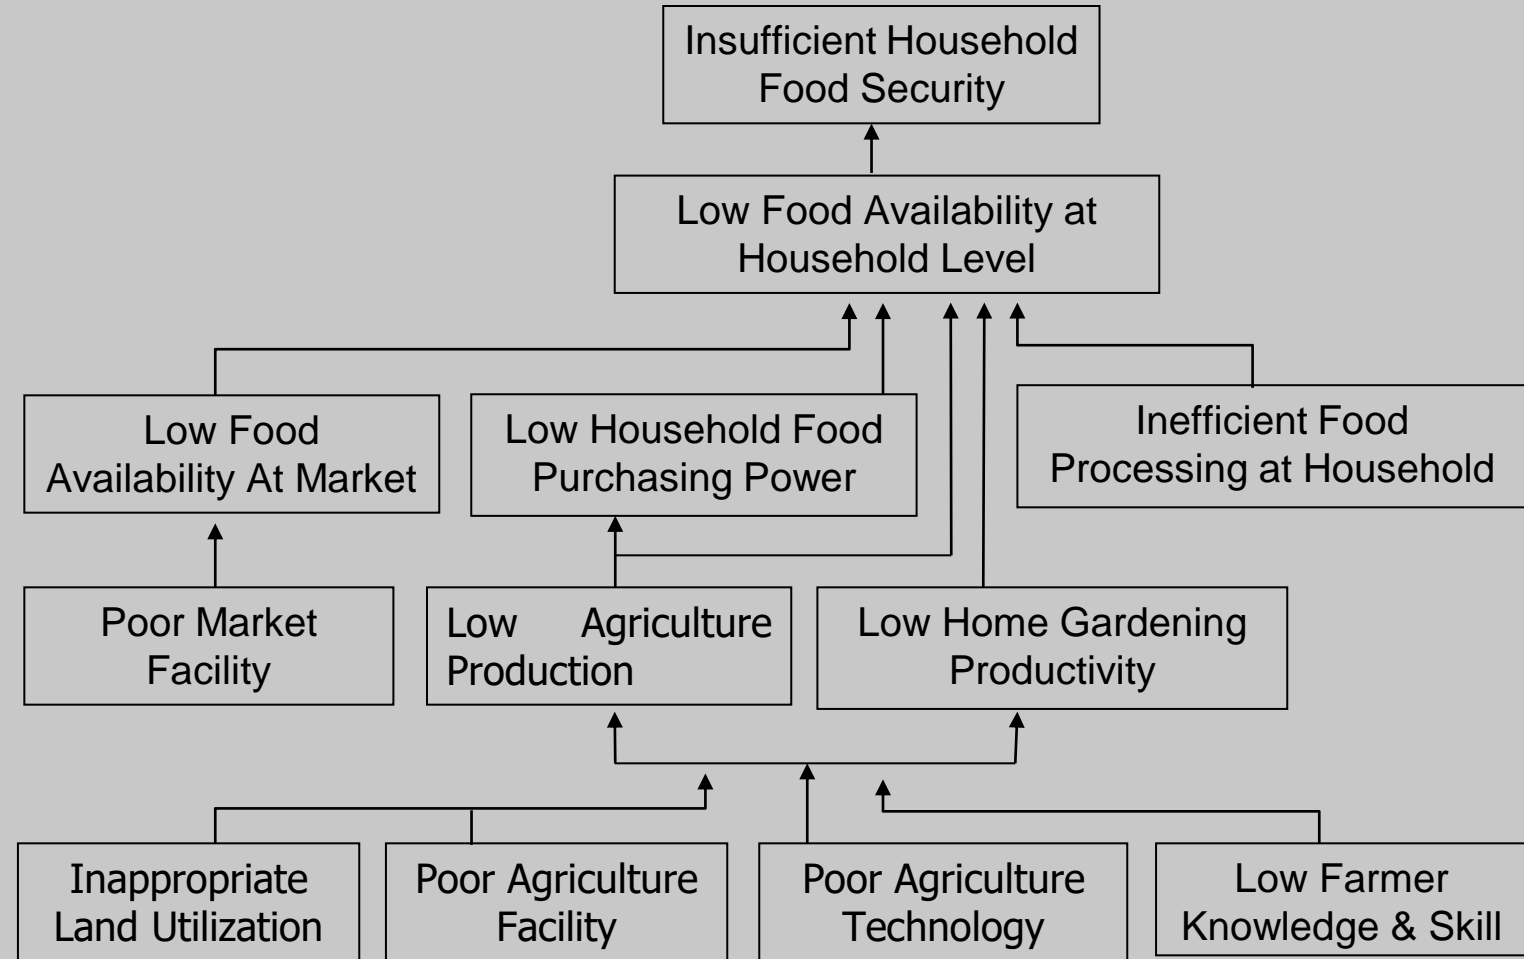 Insufficient Household
Food Security
Low Food Availability at
Household Level
Low Food
Availability At Market
Low Household Food
Purchasing Power
Inefficient Food
Processing at Household
Poor Market
Facility
Low Agriculture
Production
Low Home Gardening
Productivity
Inappropriate
Land Utilization
Poor Agriculture
Facility
Poor Agriculture
Technology
Low Farmer
Knowledge & Skill